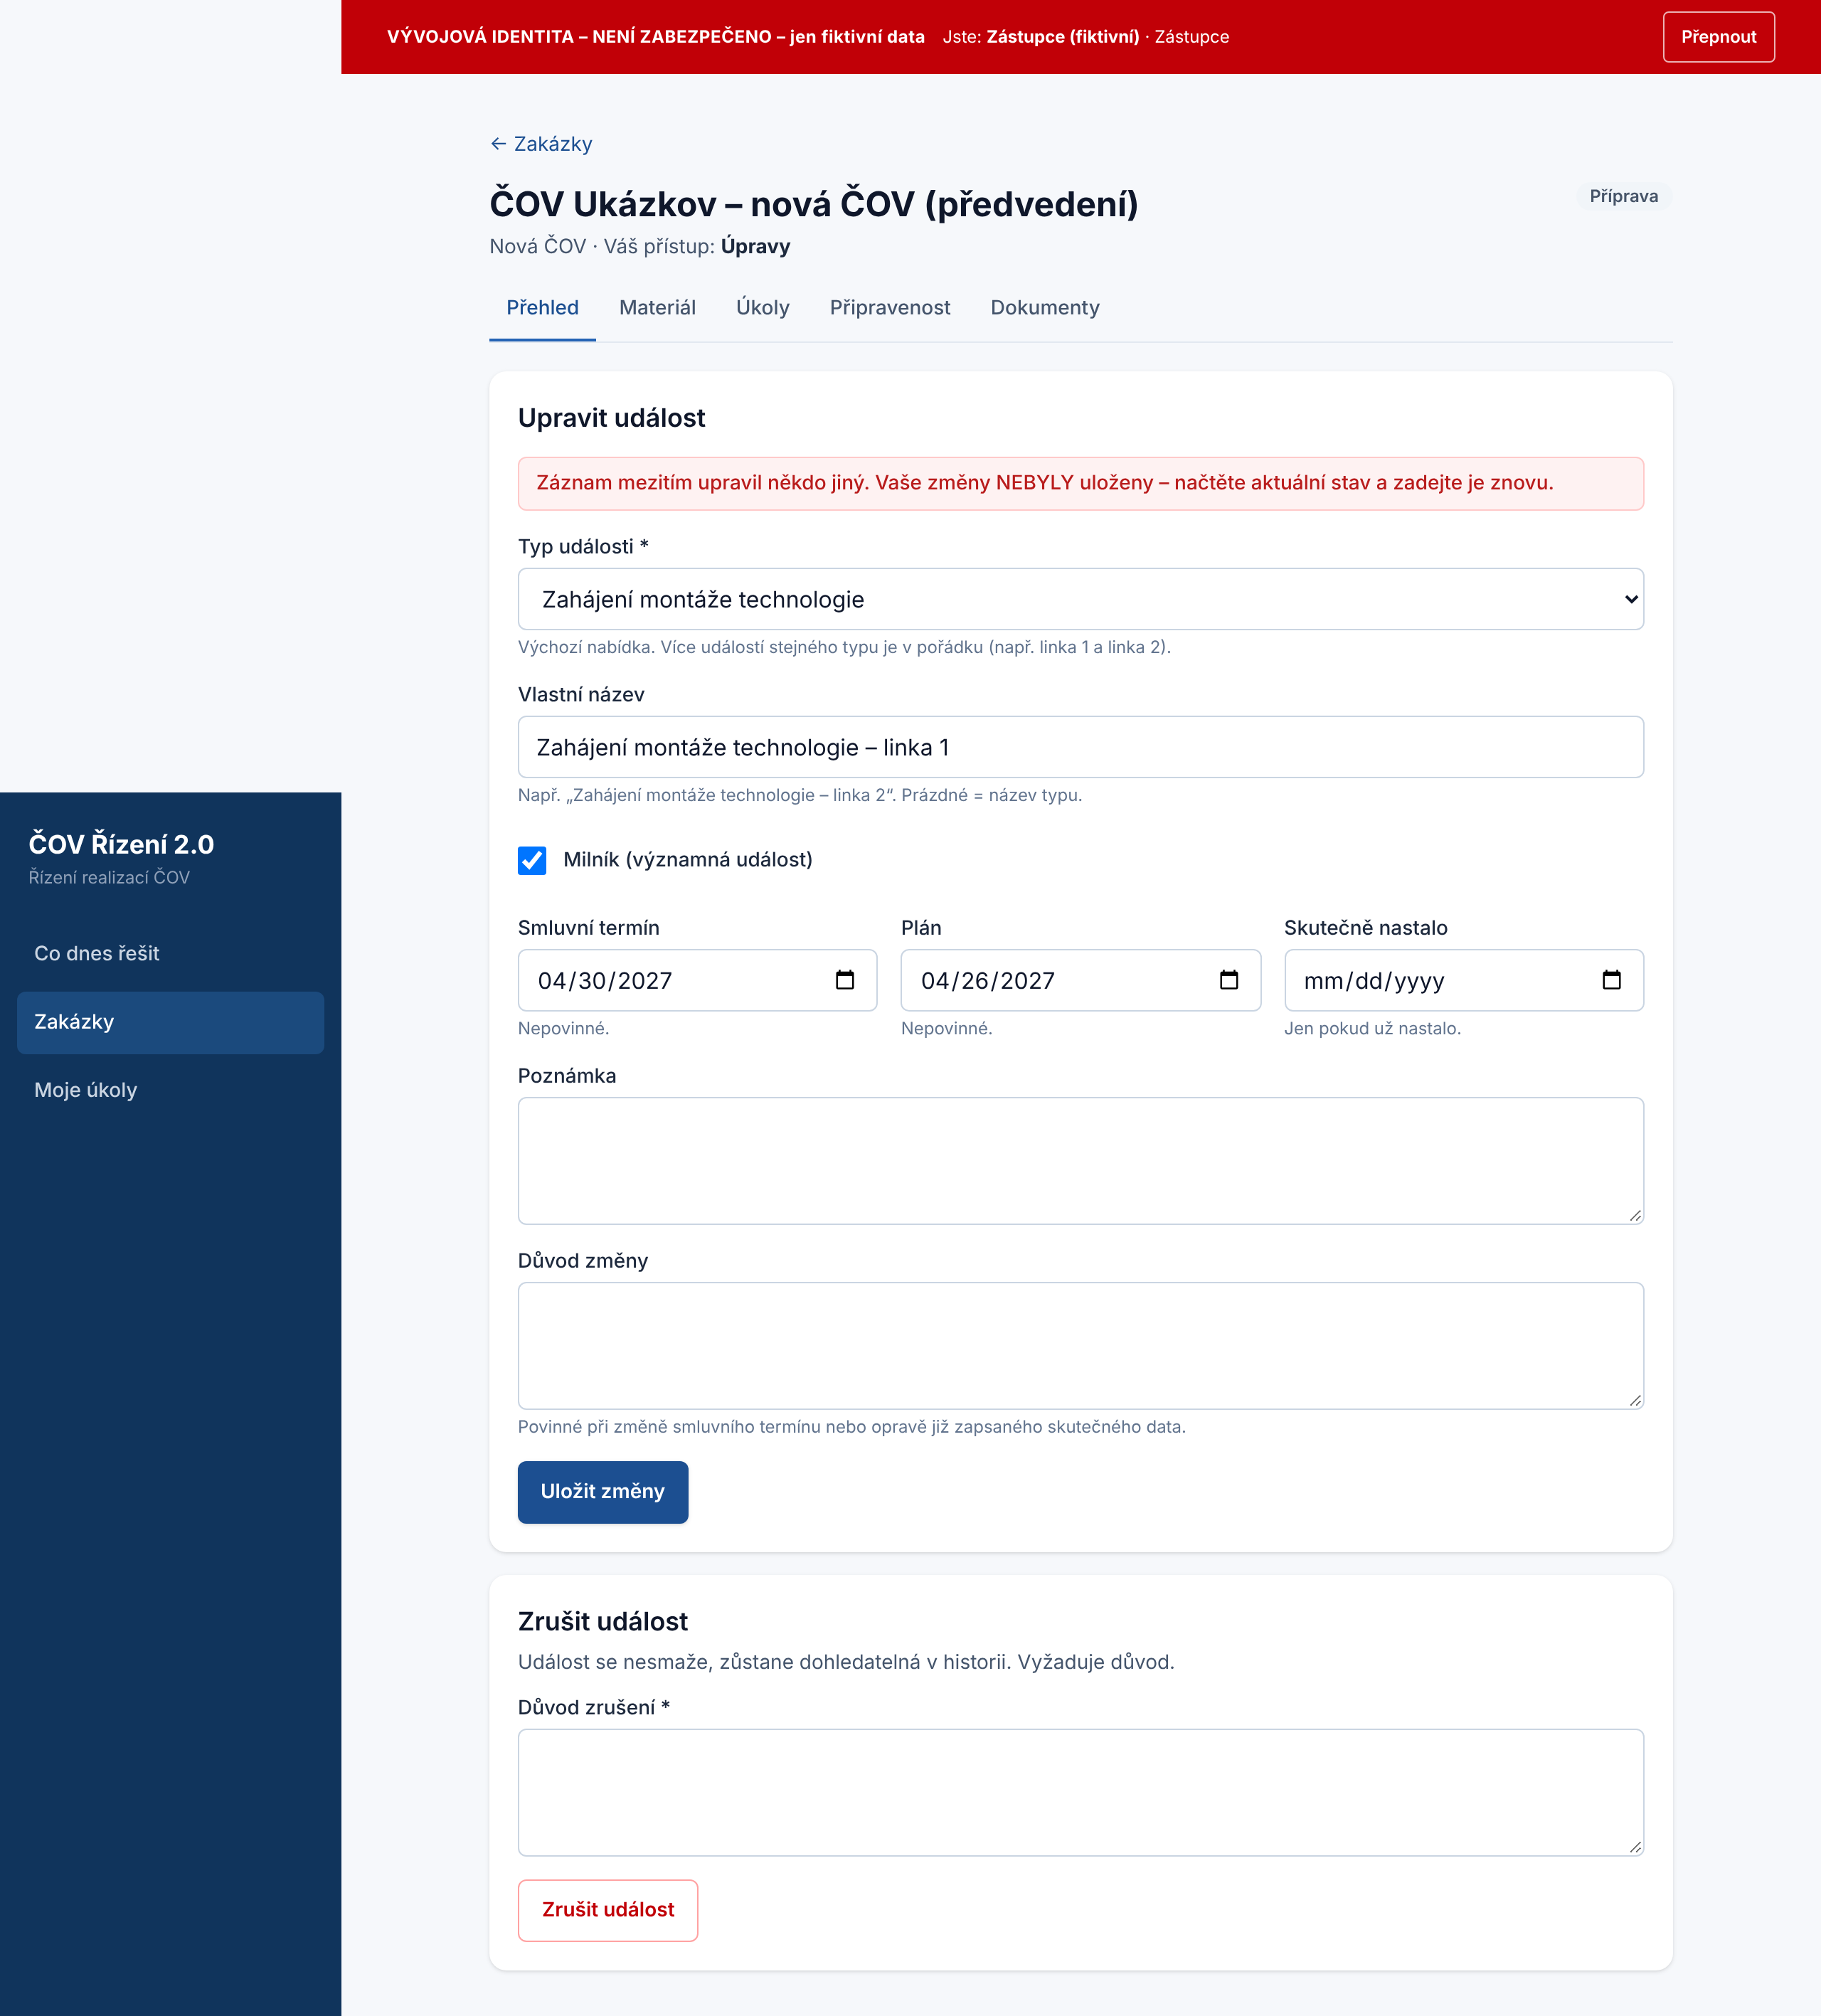 VÝVOJOVÁ IDENTITA – NENÍ ZABEZPEČENO – jen fiktivní data Jste: Zástupce (fiktivní) · Zástupce
Přepnout
← Zakázky
ČOV Ukázkov – nová ČOV (předvedení)
Příprava
Nová ČOV · Váš přístup: Úpravy
Přehled Materiál Úkoly Připravenost Dokumenty
Upravit událost
Záznam mezitím upravil někdo jiný. Vaše změny NEBYLY uloženy – načtěte aktuální stav a zadejte je znovu.
Typ události *
Zahájení montáže technologie
Výchozí nabídka. Více událostí stejného typu je v pořádku (např. linka 1 a linka 2).
Vlastní název
Zahájení montáže technologie – linka 1
Např. „Zahájení montáže technologie – linka 2“. Prázdné = název typu.
Milník (významná událost)
Smluvní termín Plán Skutečně nastalo
04/30/2027 04/26/2027 mm/dd/yyyy
Nepovinné. Nepovinné. Jen pokud už nastalo.
Poznámka
Důvod změny
Povinné při změně smluvního termínu nebo opravě již zapsaného skutečného data.
Uložit změny
Zrušit událost
Událost se nesmaže, zůstane dohledatelná v historii. Vyžaduje důvod.
Důvod zrušení *
Zrušit událost
ČOV Řízení 2.0
Řízení realizací ČOV
Co dnes řešit
Zakázky
Moje úkoly